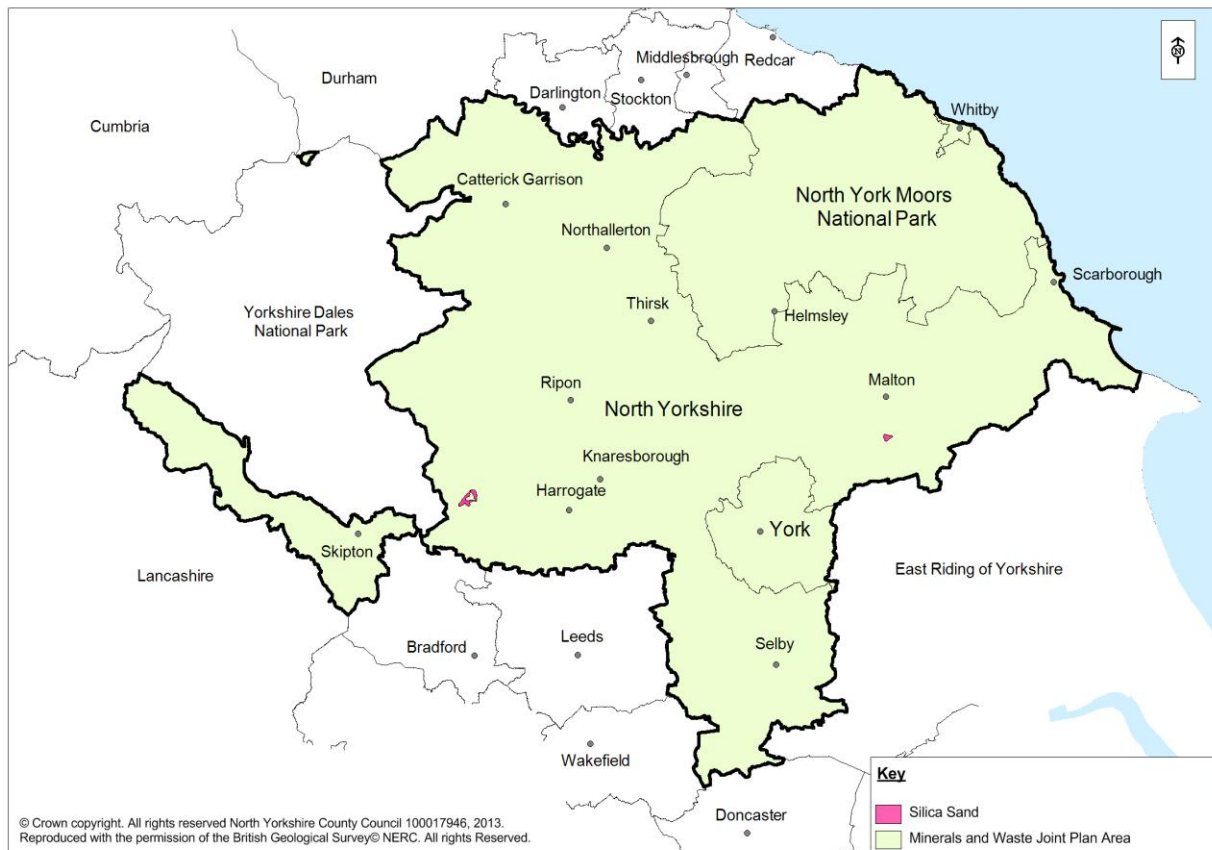 Durham
Middlesbrough
Redcar
Darlington
Stockton
Cumbria
Whitby
Catterick Garrison
North York Moors
National Park
Northallerton
Scarborough
Yorkshire Dales
National Park
Thirsk
Helmsley
Ripon
North Yorkshire
Malton
Knaresborough
Harrogate
York
Skipton
Lancashire
East Riding of Yorkshire
Bradford
Leeds
Selby
Wakefield
Doncaster
Key
Silica Sand
Minerals and Waste Joint Plan Area
© Crown copyright. All rights reserved North Yorkshire County Council 100017946, 2013.
Reproduced with the permission of the British Geological Survey© NERC. All rights Reserved.
N